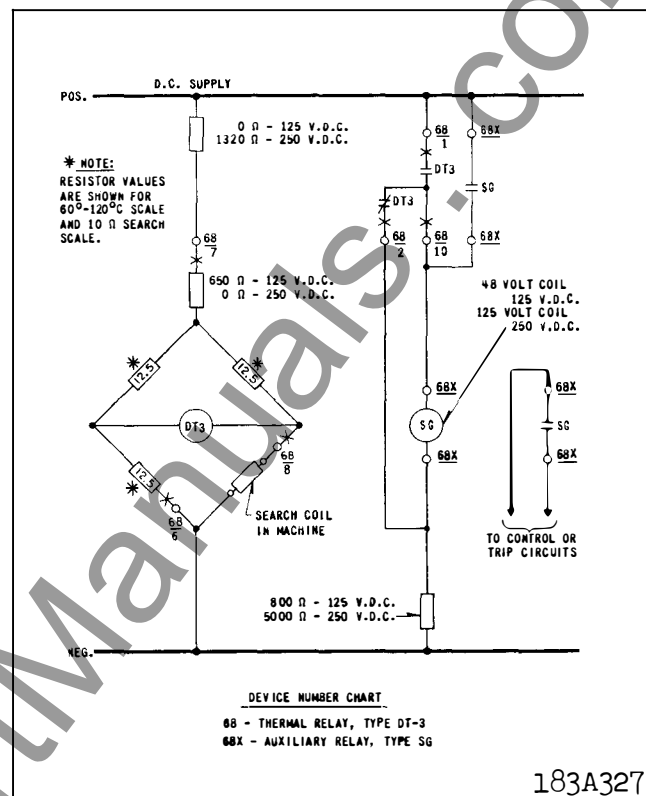 D.C. SUPPLY
POS.
0 Ω - 125 V.D.C.
1320 Ω - 250 V.D.C.
* NOTE:
RESISTOR VALUES
ARE SHOWN FOR
60°-120°C SCALE
AND 10 Ω SEARCH
SCALE.
68
7
650 Ω - 125 V.D.C.
0 Ω - 250 V.D.C.
* 12.5
* 12.5
DT3
* 12.5
68
6
68
8
SEARCH COIL
IN MACHINE
68
1
DT3
68X
SG
DT3
68
2
68
10
68X
48 VOLT COIL
125 V.D.C.
125 VOLT COIL
250 V.D.C.
68X
SG
68X
68X
SG
68X
TO CONTROL OR
TRIP CIRCUITS
800 Ω - 125 V.D.C.
5000 Ω - 250 V.D.C.
NEG.
DEVICE NUMBER CHART
68 - THERMAL RELAY, TYPE DT-3
68X - AUXILIARY RELAY, TYPE SG
183A327
tManuals.co